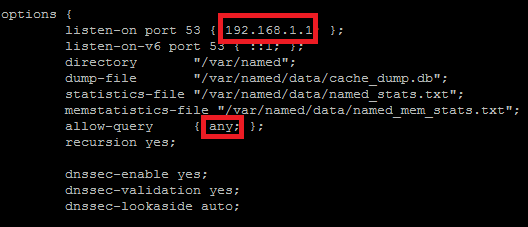 options {
listen-on port 53 { 192.168.1.1 };
listen-on-v6 port 53 { ::1; };
directory "/var/named";
dump-file "/var/named/data/cache_dump.db";
statistics-file "/var/named/data/named_stats.txt";
memstatistics-file "/var/named/data/named_mem_stats.txt";
allow-query { any; };
recursion yes;
dnssec-enable yes;
dnssec-validation yes;
dnssec-lookaside auto;